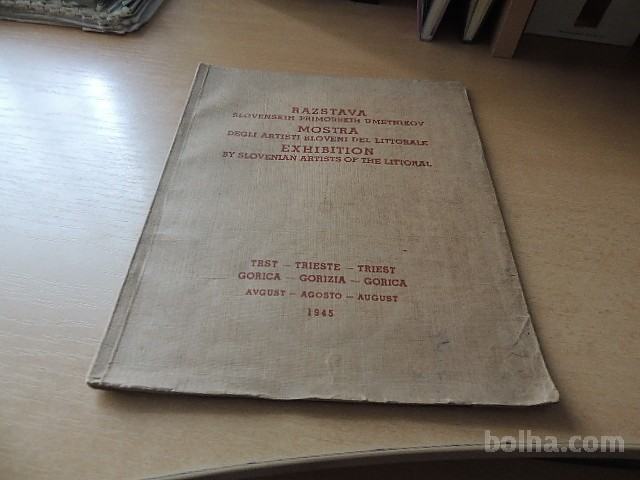 RAZSTAVA
SLOVENSKIH PRIMORSKIH UMETNIKOV
MOSTRA
DEGLI ARTISTI SLOVENI DEL LITTORALE
EXHIBITION
BY SLOVENIAN ARTISTS OF THE LITTORAL
TRST — TRIESTE — TRIEST
GORICA — GORIZIA — GORICA
AVGUST — AGOSTO — AUGUST
1945
bolha.com